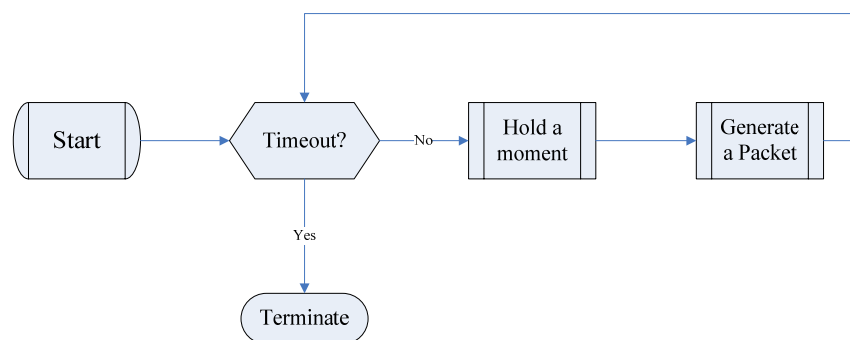 Start
Timeout?
No
Hold a
moment
Generate
a Packet
Yes
Terminate